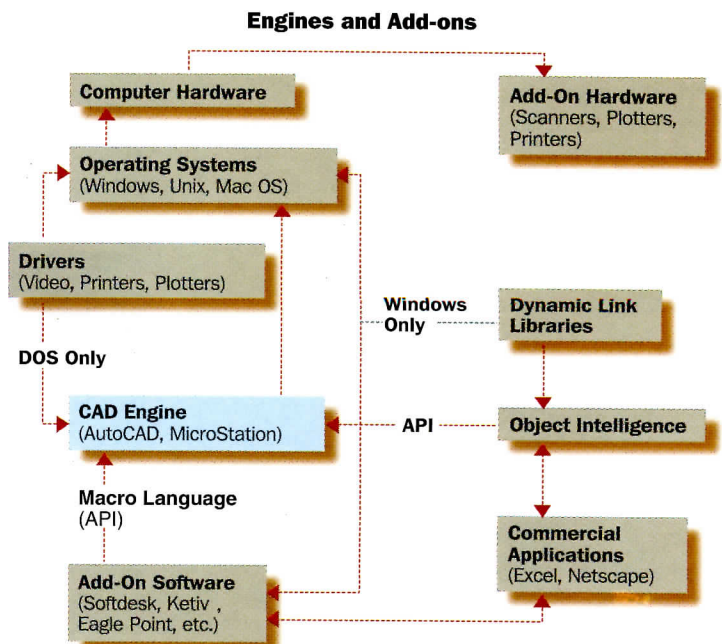 Engines and Add-ons
Computer Hardware
Add-On Hardware
(Scanners, Plotters,
Printers)
Operating Systems
(Windows, Unix, Mac OS)
Drivers
(Video, Printers, Plotters)
Windows
Only
Dynamic Link
Libraries
DOS Only
CAD Engine
(AutoCAD, MicroStation)
API
Object Intelligence
Macro Language
(API)
Commercial
Applications
(Excel, Netscape)
Add-On Software
(Softdesk, Ketiv ,
Eagle Point, etc.)